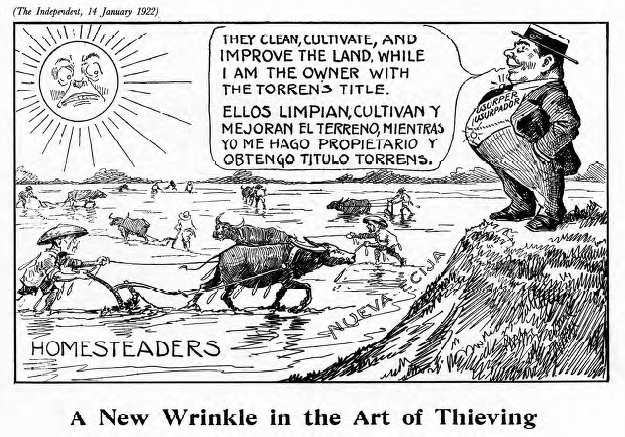 (The Independent, 14 January 1922)
THEY CLEAN, CULTIVATE, AND
IMPROVE THE LAND, WHILE
I AM THE OWNER WITH
THE TORRENS TITLE.
ELLOS LIMPIAN, CULTIVAN Y
MEJORAN EL TERRENO, MIENTRAS
YO ME HAGO PROPIETARIO Y
OBTENGO TITULO TORRENS.
USURPER
USURPADOR
NUEVA ECIJA
HOMESTEADERS
A New Wrinkle in the Art of Thieving